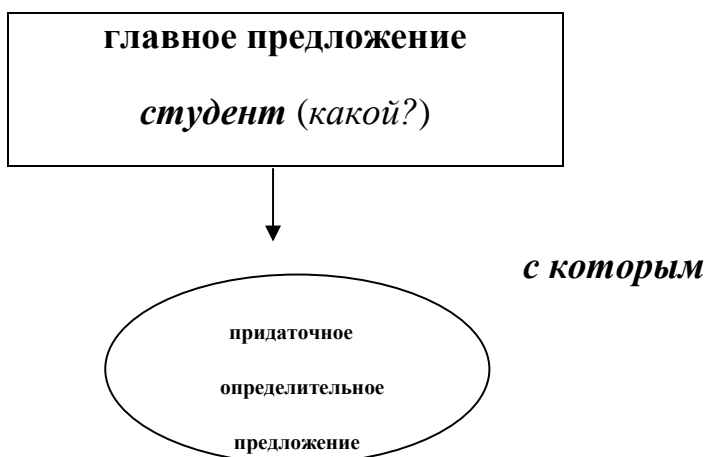 главное предложение
студент (какой?)
с которым
придаточное
определительное
предложение